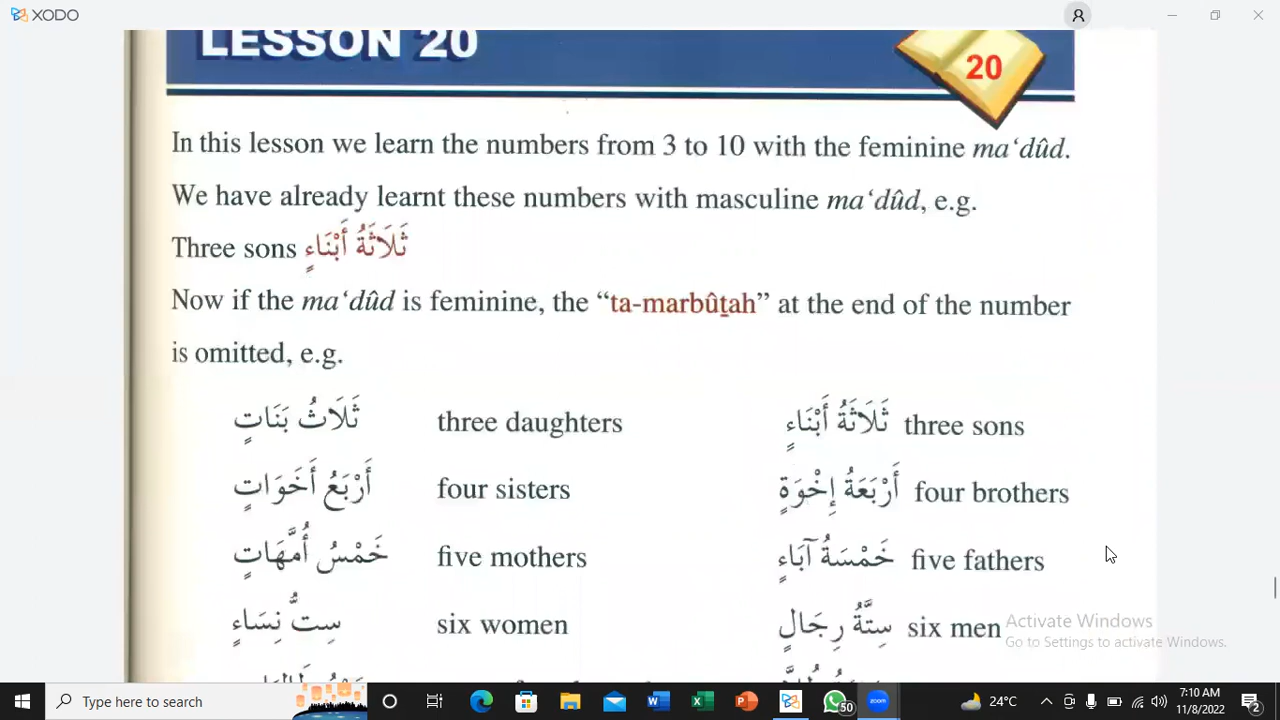 XODO
LESSON 20
20
In this lesson we learn the numbers from 3 to 10 with the feminine ma‘dûd.
We have already learnt these numbers with masculine ma‘dûd, e.g.
Three sons ثَلَاثَةُ أَبْنَاءٍ
Now if the ma‘dûd is feminine, the “ta-marbûṯah” at the end of the number
is omitted, e.g.
ثَلَاثُ بَنَاتٍ three daughters ثَلَاثَةُ أَبْنَاءٍ three sons
أَرْبَعُ أَخَوَاتٍ four sisters أَرْبَعَةُ إِخْوَةٍ four brothers
خَمْسُ أُمَّهَاتٍ five mothers خَمْسَةُ آبَاءٍ five fathers
سِتُّ نِسَاءٍ six women سِتَّةُ رِجَالٍ six men
Activate Windows
Go to Settings to activate Windows.
Type here to search
50
zoom
24°C
7:10 AM
11/8/2022
2